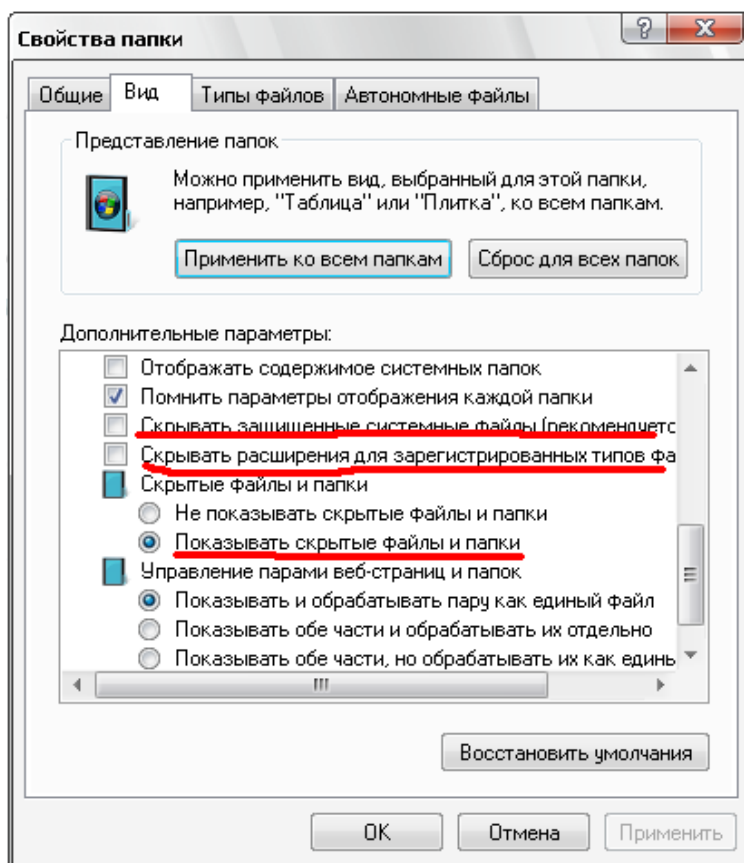 Свойства папки
Общие Вид Типы файлов Автономные файлы
Представление папок
Можно применить вид, выбранный для этой папки,
например, "Таблица" или "Плитка", ко всем папкам.
Применить ко всем папкам Сброс для всех папок
Дополнительные параметры:
Отображать содержимое системных папок
Помнить параметры отображения каждой папки
Скрывать защищенные системные файлы (рекомендуетс
Скрывать расширения для зарегистрированных типов фа
Скрытые файлы и папки
Не показывать скрытые файлы и папки
Показывать скрытые файлы и папки
Управление парами веб-страниц и папок
Показывать и обрабатывать пару как единый файл
Показывать обе части и обрабатывать их отдельно
Показывать обе части, но обрабатывать их как единь
Восстановить умолчания
OK Отмена Применить